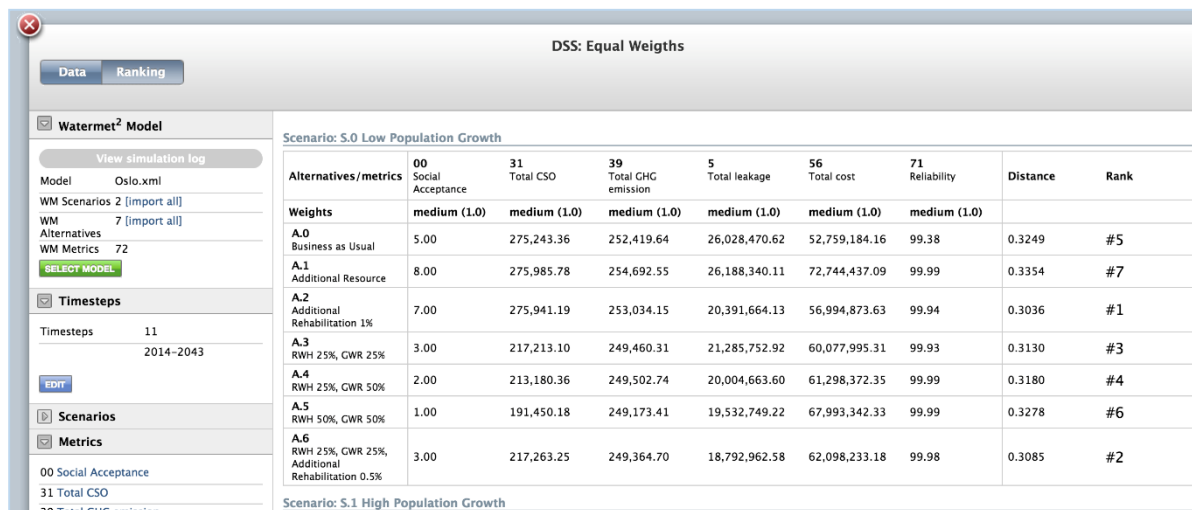 DSS: Equal Weigths
Data Ranking
Watermet2 Model
View simulation log
Model Oslo.xml
WM Scenarios 2 [import all]
WM 7 [import all]
Alternatives
WM Metrics 72
SELECT MODEL
Timesteps
Timesteps 11
2014-2043
EDIT
Scenarios
Metrics
00 Social Acceptance
31 Total CSO
Scenario: S.0 Low Population Growth
Alternatives/metrics 00 Social Acceptance 31 Total CSO 39 Total GHG emission 5 Total leakage 56 Total cost 71 Reliability Distance Rank
Weights medium (1.0) medium (1.0) medium (1.0) medium (1.0) medium (1.0) medium (1.0)
A.0 Business as Usual 5.00 275,243.36 252,419.64 26,028,470.62 52,759,184.16 99.38 0.3249 #5
A.1 Additional Resource 8.00 275,985.78 254,692.55 26,188,340.11 72,744,437.09 99.99 0.3354 #7
A.2 Additional Rehabilitation 1% 7.00 275,941.19 253,034.15 20,391,664.13 56,994,873.63 99.94 0.3036 #1
A.3 RWH 25%, GWR 25% 3.00 217,213.10 249,460.31 21,285,752.92 60,077,995.31 99.93 0.3130 #3
A.4 RWH 25%, GWR 50% 2.00 213,180.36 249,502.74 20,004,663.60 61,298,372.35 99.99 0.3180 #4
A.5 RWH 50%, GWR 50% 1.00 191,450.18 249,173.41 19,532,749.22 67,993,342.33 99.99 0.3278 #6
A.6 RWH 25%, GWR 25%, Additional Rehabilitation 0.5% 3.00 217,263.25 249,364.70 18,792,962.58 62,098,233.18 99.98 0.3085 #2
Scenario: S.1 High Population Growth